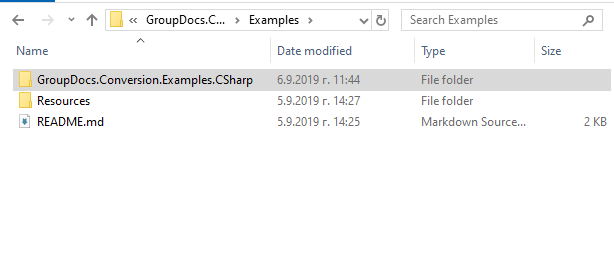 « GroupDocs.C... › Examples › Search Examples
Name Date modified Type Size
GroupDocs.Conversion.Examples.CSharp 6.9.2019 г. 11:44 File folder
Resources 5.9.2019 г. 14:27 File folder
README.md 5.9.2019 г. 14:25 Markdown Source... 2 KB